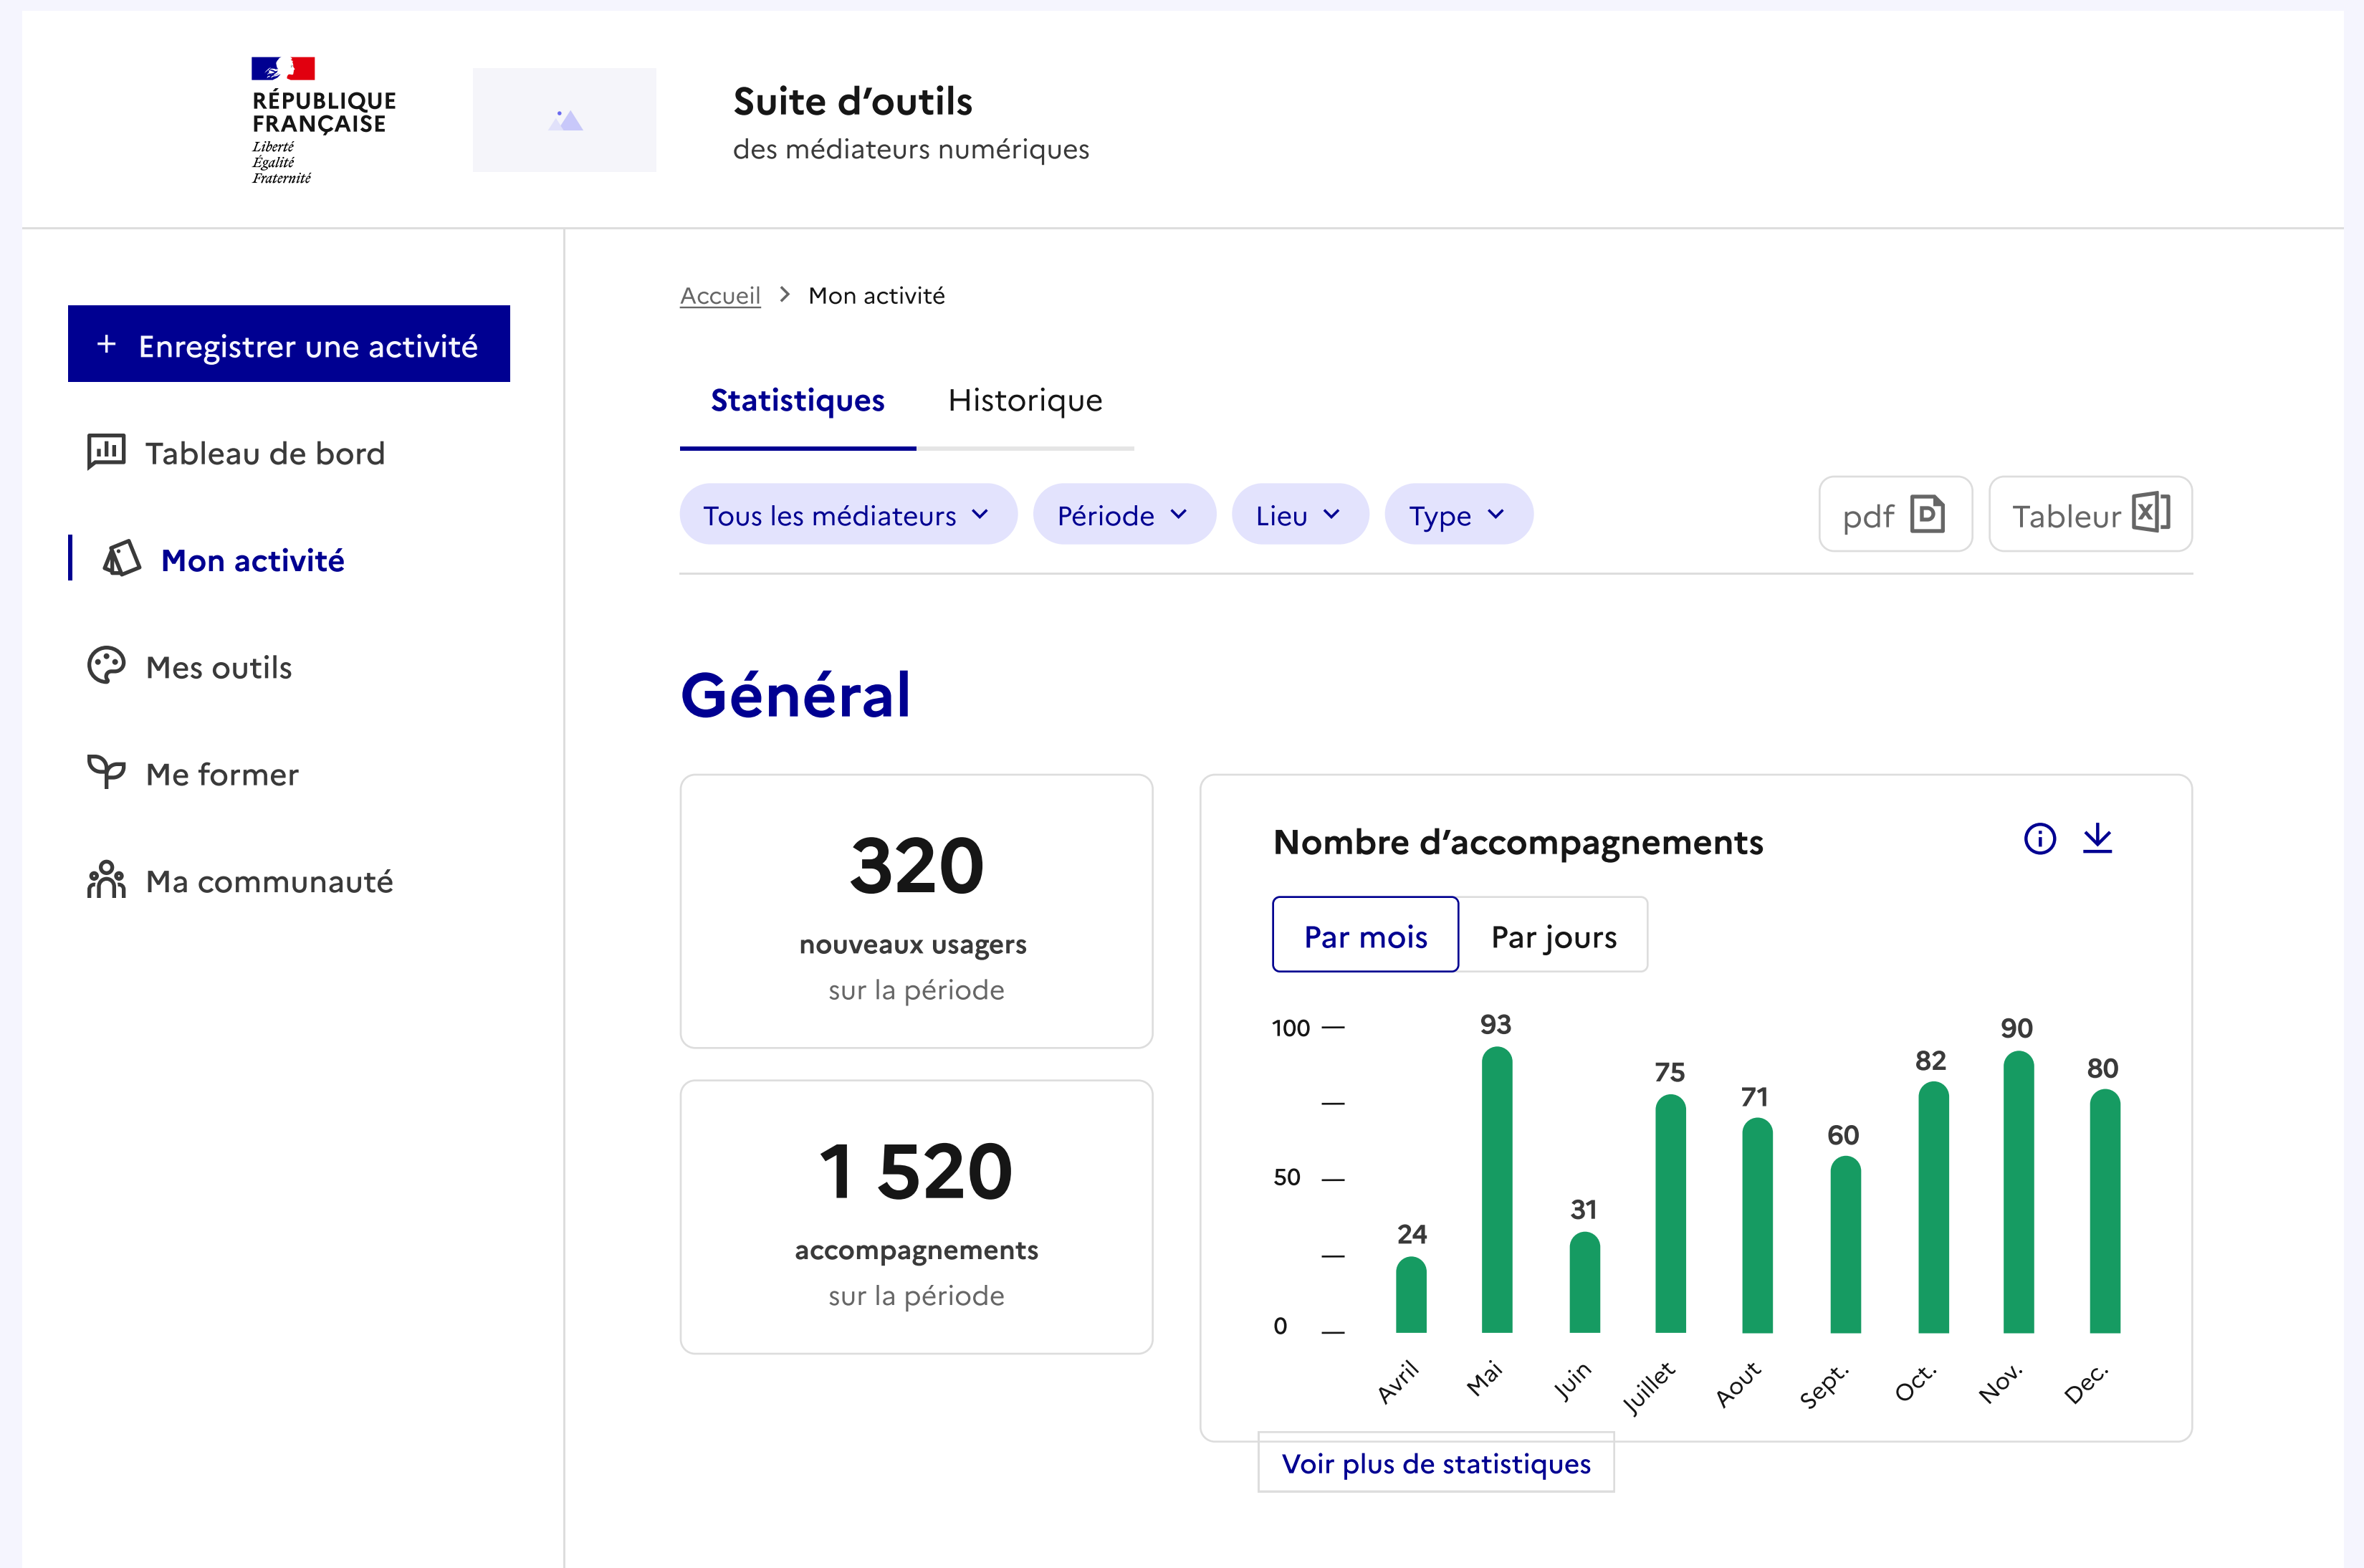 RÉPUBLIQUE
FRANÇAISE
Liberté
Égalité
Fraternité
Suite d’outils
des médiateurs numériques
+ Enregistrer une activité
Tableau de bord
Mon activité
Mes outils
Me former
Ma communauté
Accueil > Mon activité
Statistiques Historique
Tous les médiateurs Période Lieu Type pdf Tableur
Général
320
nouveaux usagers
sur la période
1 520
accompagnements
sur la période
Nombre d’accompagnements
Par mois Par jours
100
50
0
24 93 31 75 71 60 82 90 80
Avril Mai Juin Juillet Aout Sept. Oct. Nov. Dec.
Voir plus de statistiques